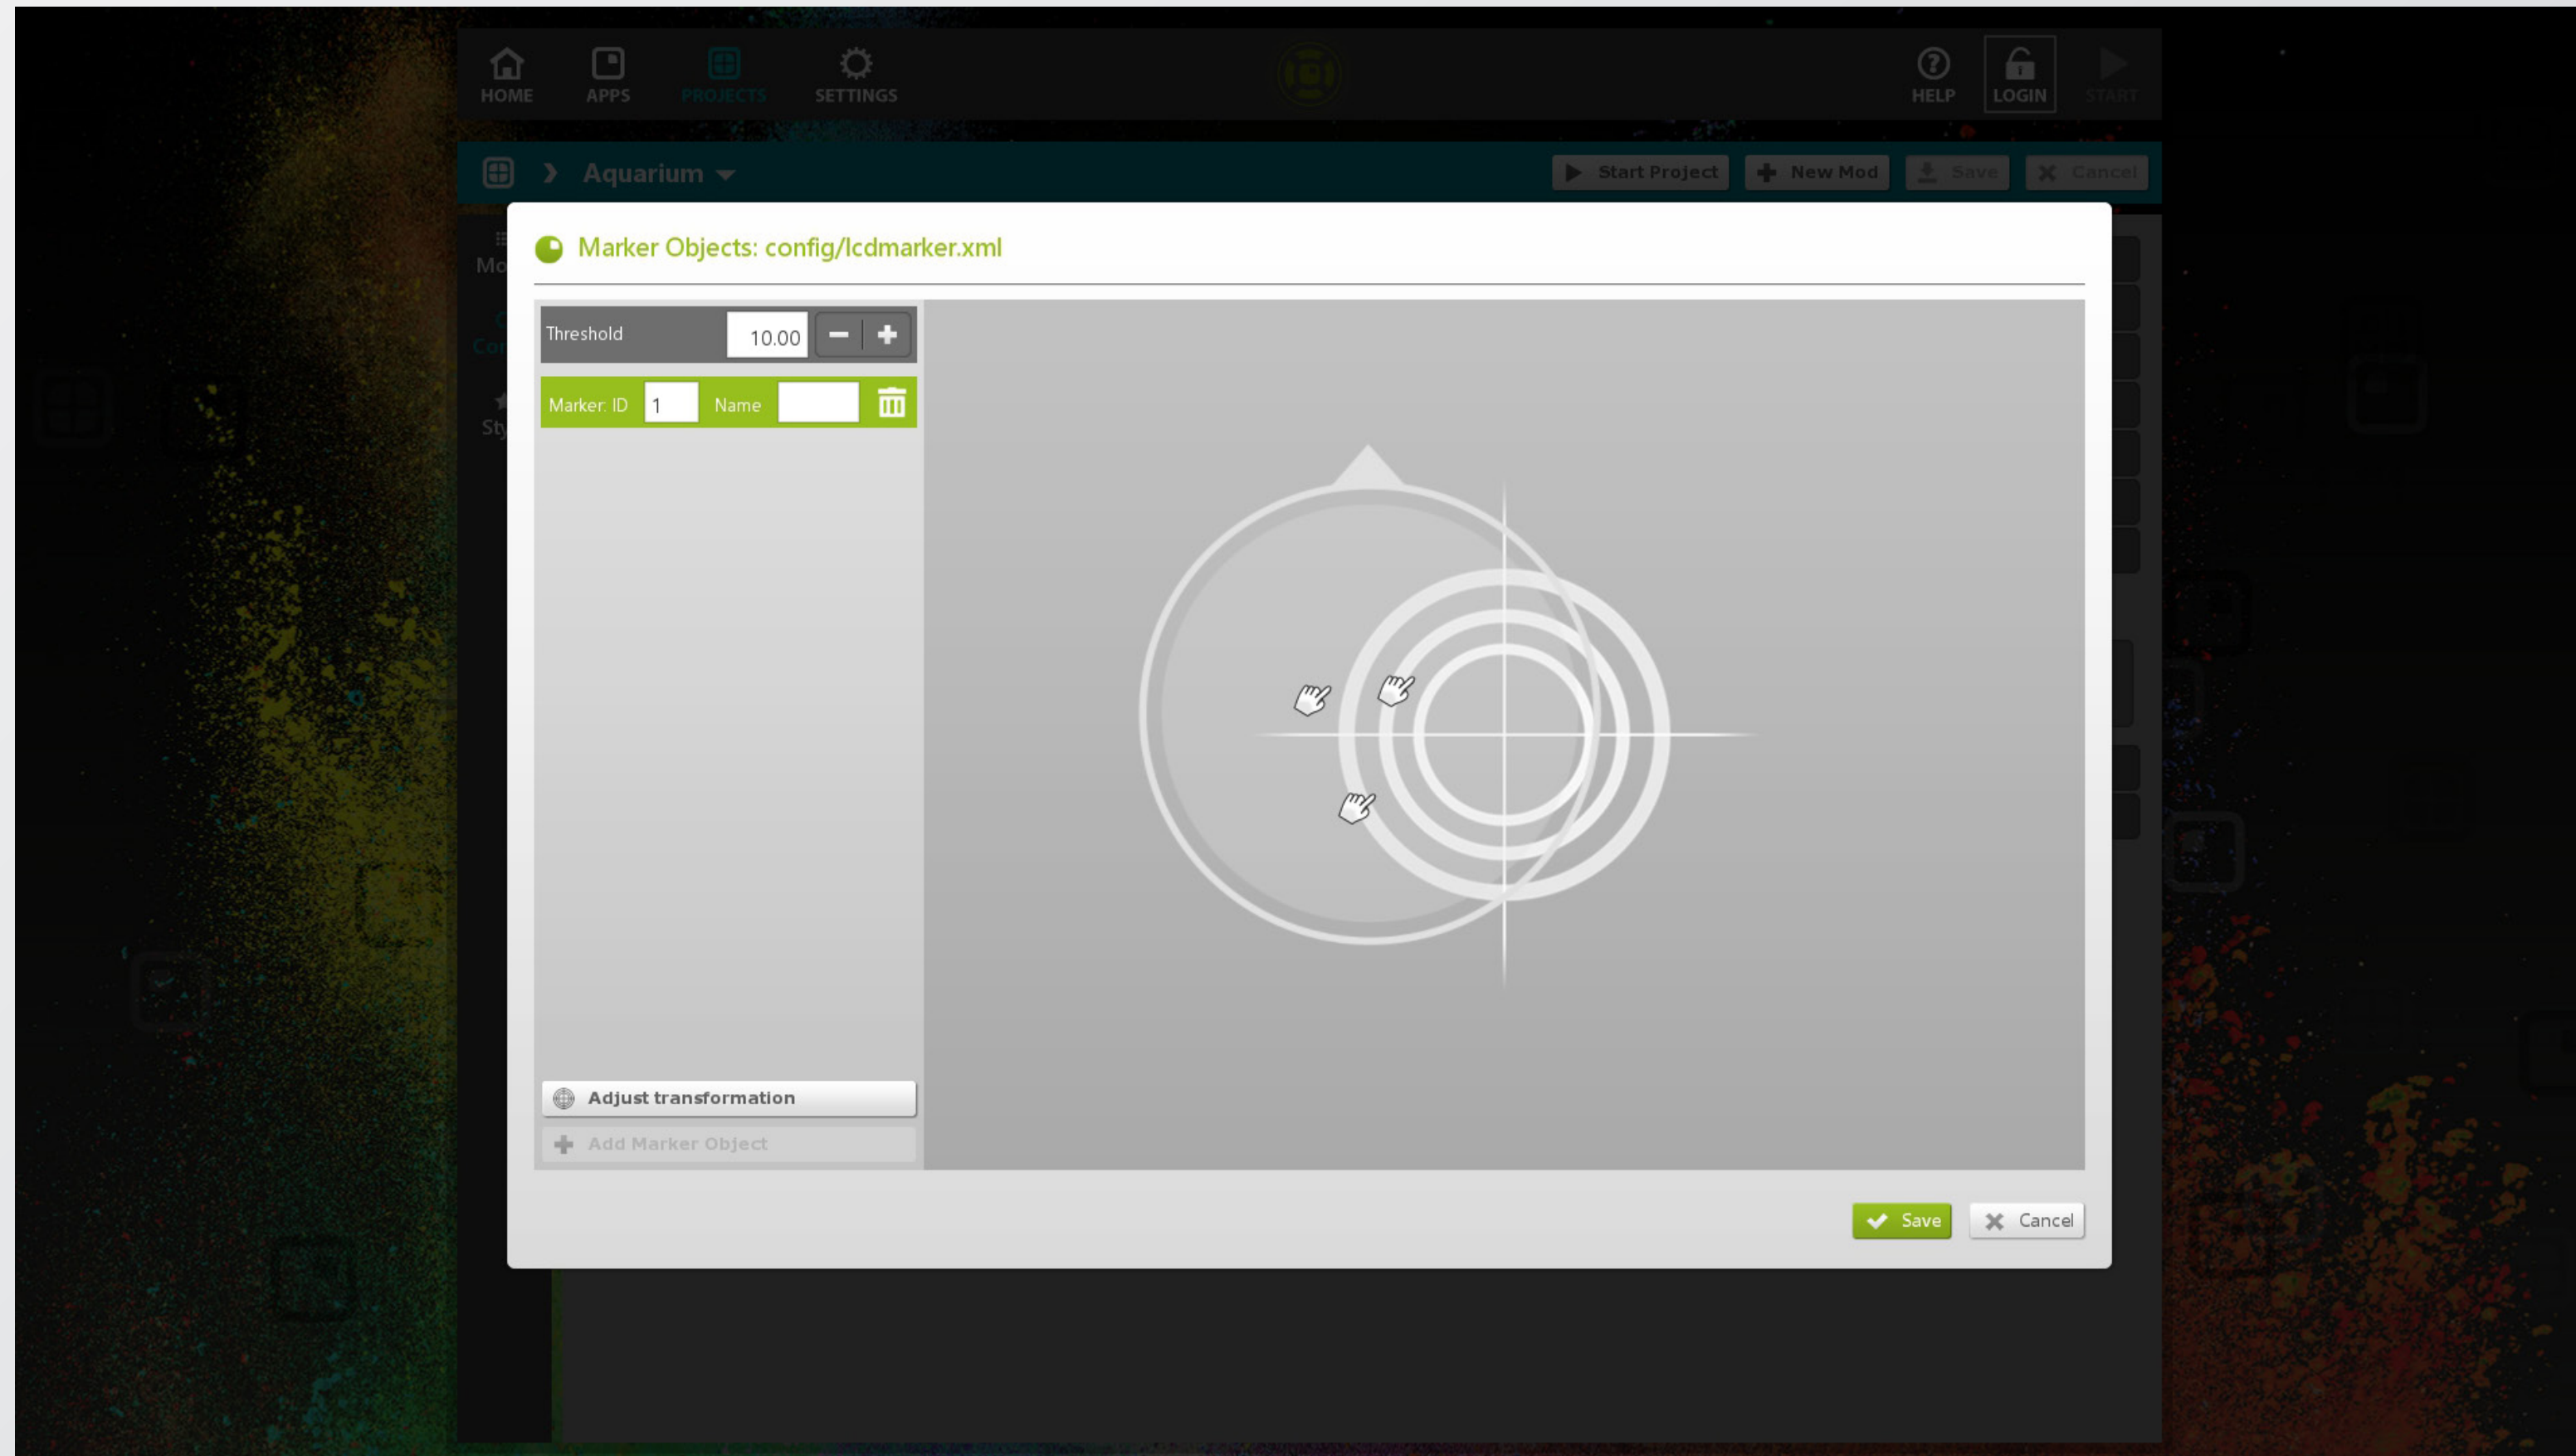 HOME APPS PROJECTS SETTINGS HELP LOGIN START
Aquarium Start Project New Mod Save Cancel
Marker Objects: config/lcdmarker.xml
Threshold 10.00
Marker: ID 1 Name
Adjust transformation
Add Marker Object
Save Cancel